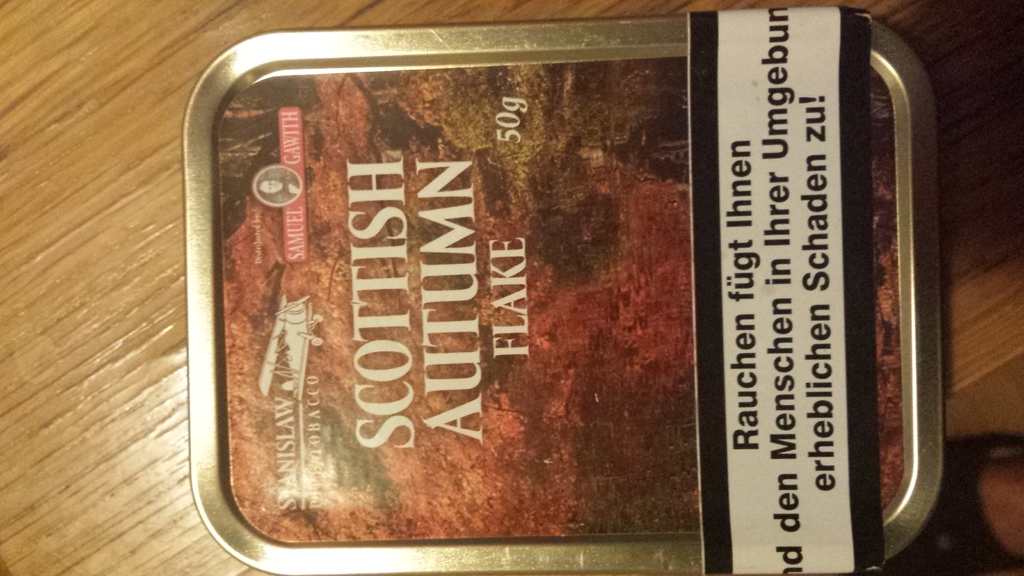 STANISLAW
TOBACCO
SAMUEL GAWITH
SCOTTISH
AUTUMN
FLAKE
50g
Rauchen fügt Ihnen
nd den Menschen in Ihrer Umgebun
erheblichen Schaden zu!